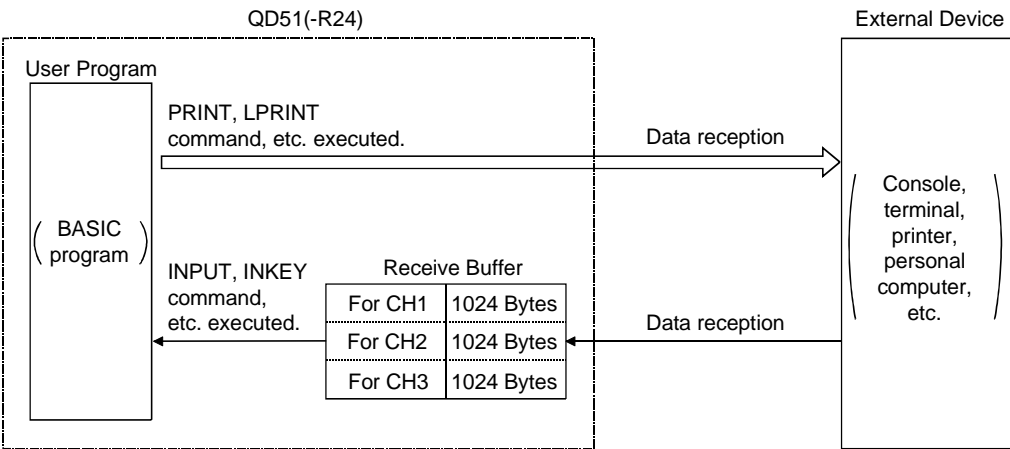 QD51(-R24)
External Device
User Program
PRINT, LPRINT
command, etc. executed.
Data reception
BASIC
program
Console,
terminal,
printer,
personal
computer,
etc.
INPUT, INKEY
command,
etc. executed.
Receive Buffer
For CH1 1024 Bytes
For CH2 1024 Bytes
For CH3 1024 Bytes
Data reception